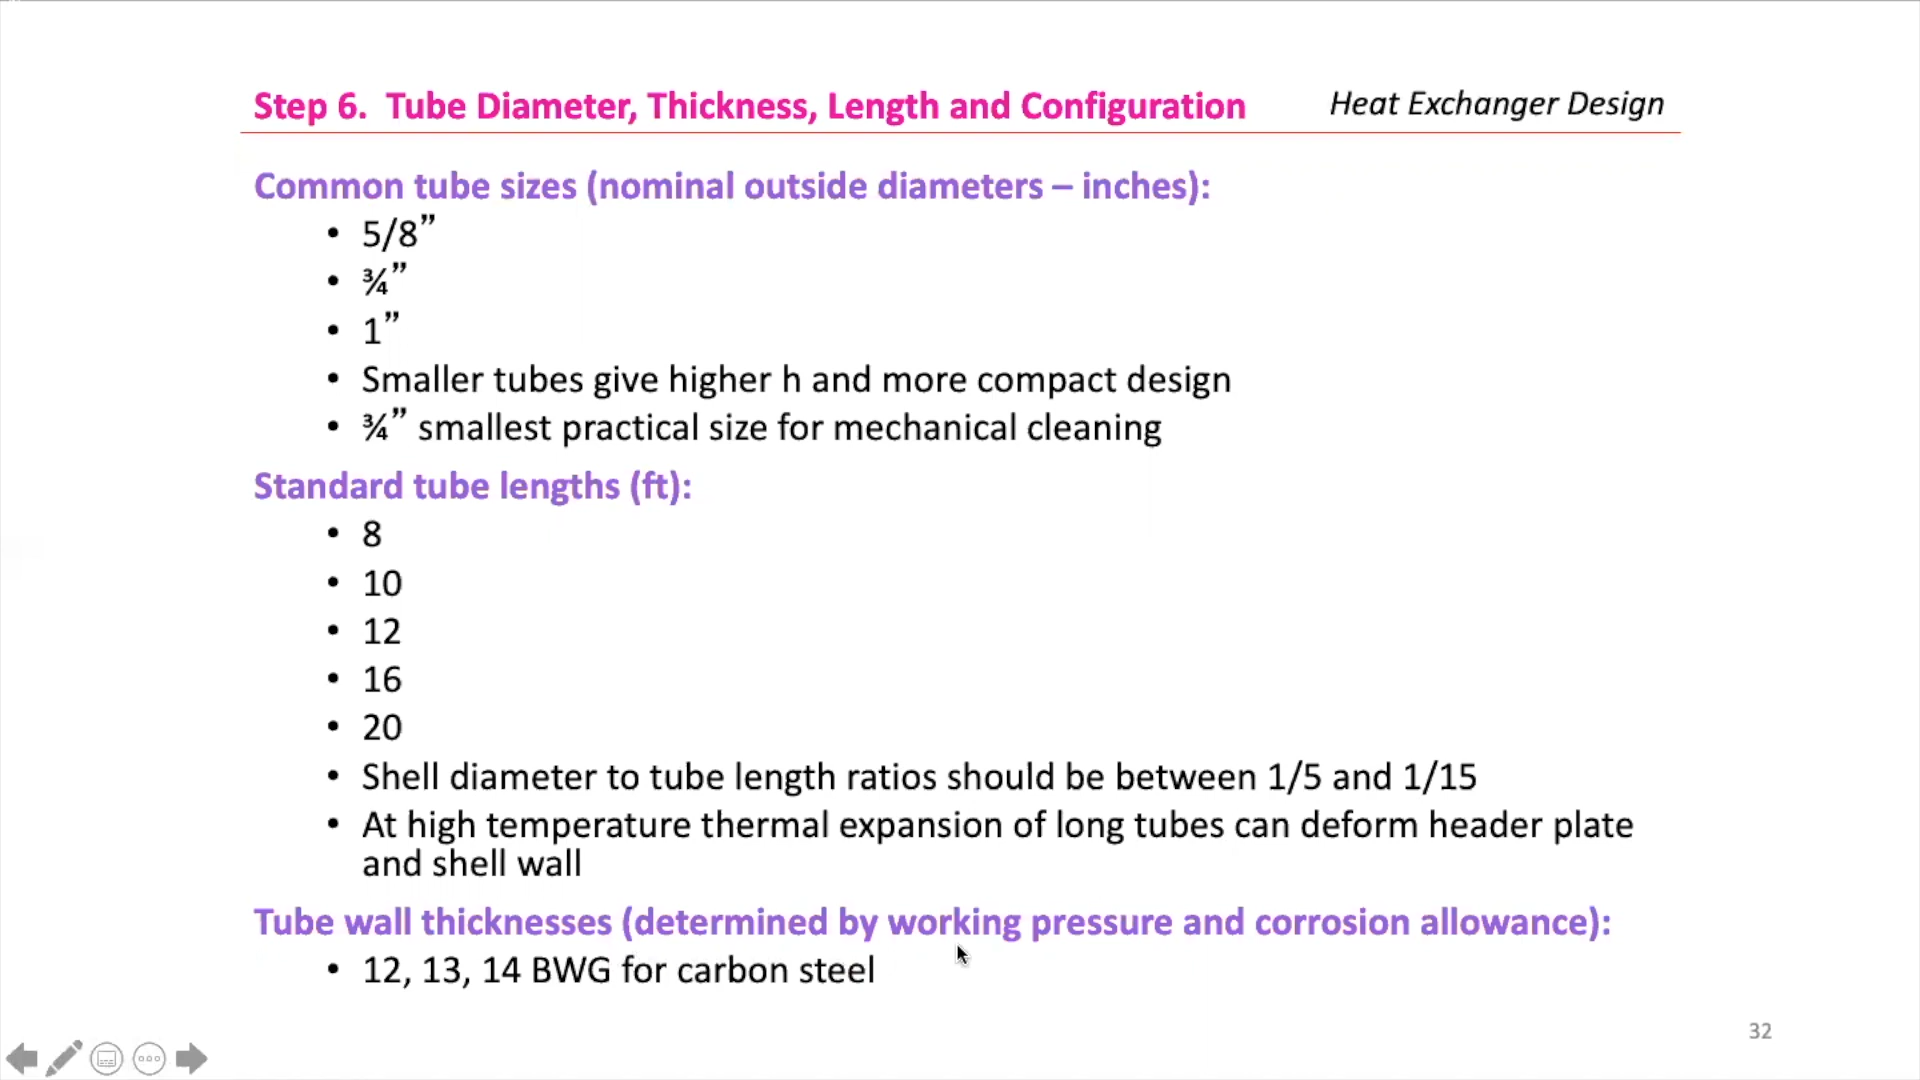 Step 6.  Tube Diameter, Thickness, Length and Configuration
Heat Exchanger Design
Common tube sizes (nominal outside diameters – inches):
• 5/8”
• ¾”
• 1”
• Smaller tubes give higher h and more compact design
• ¾” smallest practical size for mechanical cleaning
Standard tube lengths (ft):
• 8
• 10
• 12
• 16
• 20
• Shell diameter to tube length ratios should be between 1/5 and 1/15
• At high temperature thermal expansion of long tubes can deform header plate
and shell wall
Tube wall thicknesses (determined by working pressure and corrosion allowance):
• 12, 13, 14 BWG for carbon steel
32